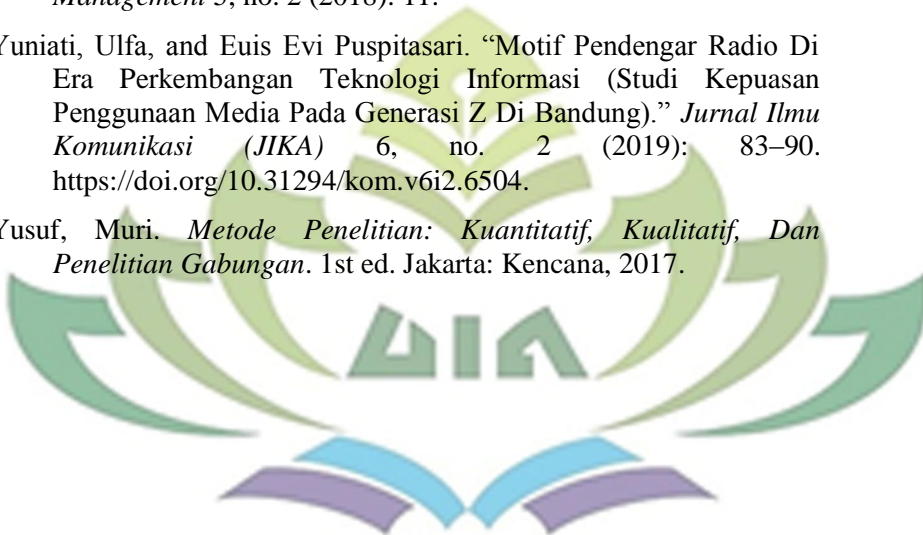 Management 3, no. 2 (2018): 11.
Yuniati, Ulfa, and Euis Evi Puspitasari. “Motif Pendengar Radio Di
Era Perkembangan Teknologi Informasi (Studi Kepuasan
Penggunaan Media Pada Generasi Z Di Bandung).” Jurnal Ilmu
Komunikasi (JIKA) 6, no. 2 (2019): 83–90.
https://doi.org/10.31294/kom.v6i2.6504.
Yusuf, Muri. Metode Penelitian: Kuantitatif, Kualitatif, Dan
Penelitian Gabungan. 1st ed. Jakarta: Kencana, 2017.
UIN